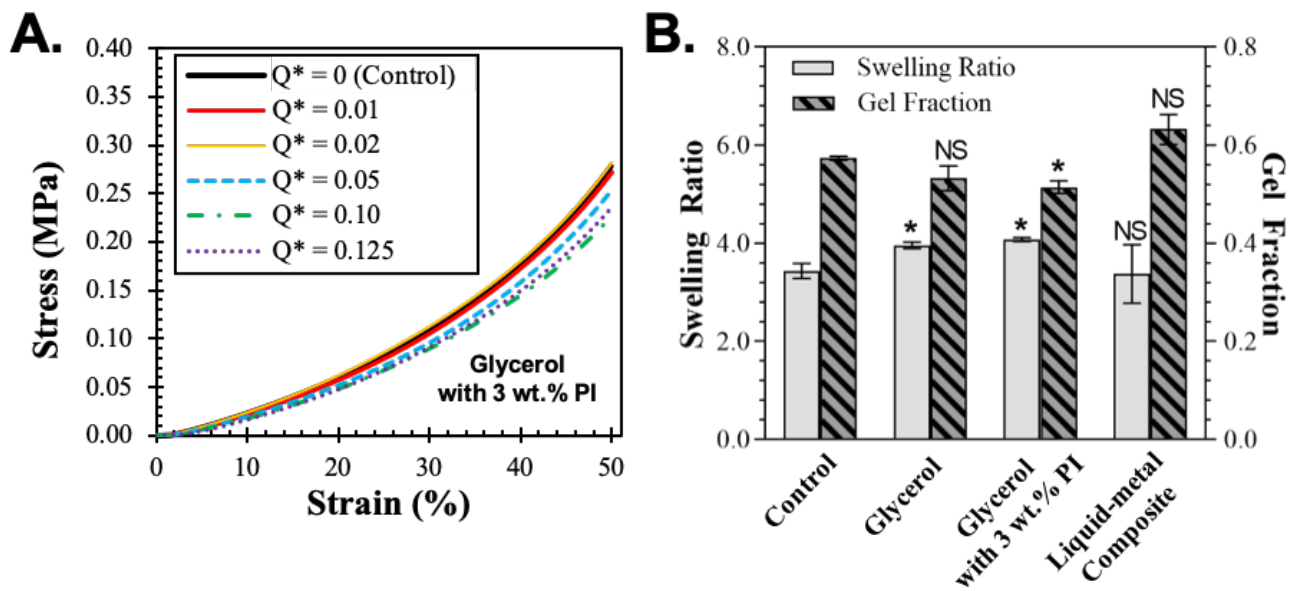 A.
0.40
0.35
0.30
0.25
0.20
0.15
0.10
0.05
0.00
Stress (MPa)
Q* = 0 (Control)
Q* = 0.01
Q* = 0.02
Q* = 0.05
Q* = 0.10
Q* = 0.125
Glycerol
with 3 wt.% PI
0 10 20 30 40 50
Strain (%)
B.
8.0
6.0
4.0
2.0
0.0
Swelling Ratio
Swelling Ratio
Gel Fraction
NS
*
*
*
NS
NS
0.8
0.6
0.4
0.2
0.0
Gel Fraction
Control
Glycerol
Glycerol
with 3 wt.% PI
Liquid-metal
Composite